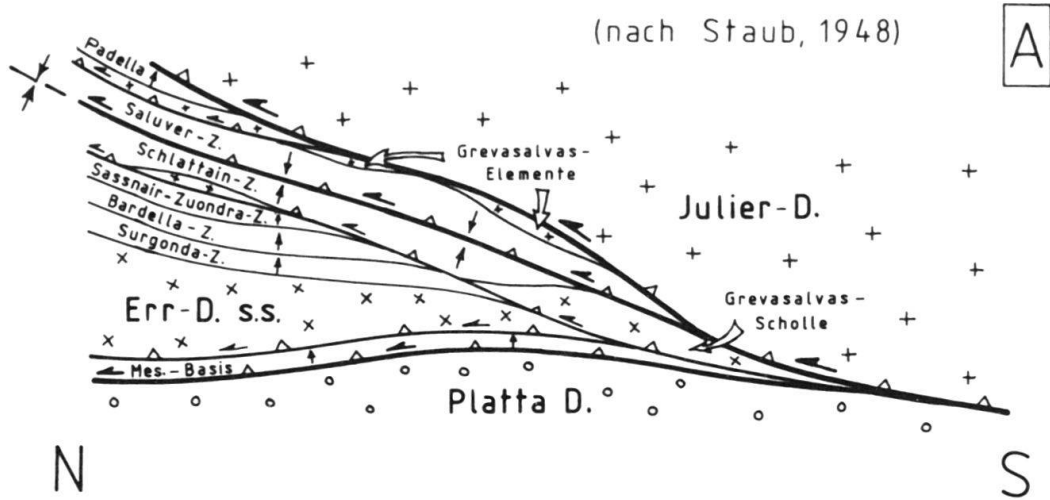 (nach Staub, 1948)
A
Padella
Saluver-Z.
Schlattain-Z.
Sassnair-Zuondra-Z.
Bardella-Z.
Surgonda-Z.
Grevasalvas-
Elemente
Julier-D.
Grevasalvas-
Scholle
Err-D. s.s.
Mes.-Basis
Platta D.
N
S